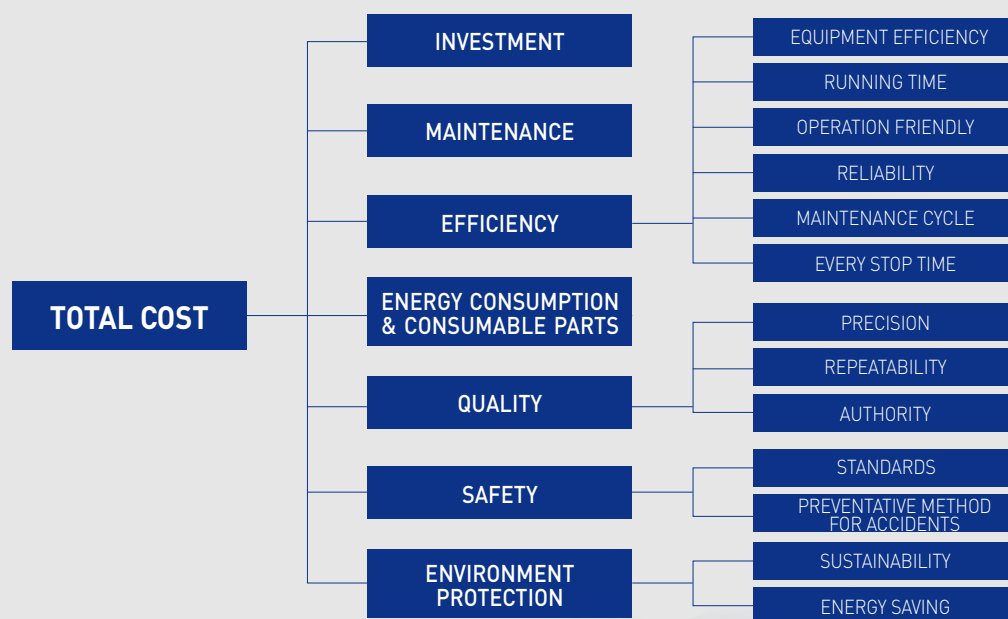 TOTAL COST
INVESTMENT
MAINTENANCE
EFFICIENCY
ENERGY CONSUMPTION
& CONSUMABLE PARTS
QUALITY
SAFETY
ENVIRONMENT
PROTECTION
EQUIPMENT EFFICIENCY
RUNNING TIME
OPERATION FRIENDLY
RELIABILITY
MAINTENANCE CYCLE
EVERY STOP TIME
PRECISION
REPEATABILITY
AUTHORITY
STANDARDS
PREVENTATIVE METHOD
FOR ACCIDENTS
SUSTAINABILITY
ENERGY SAVING